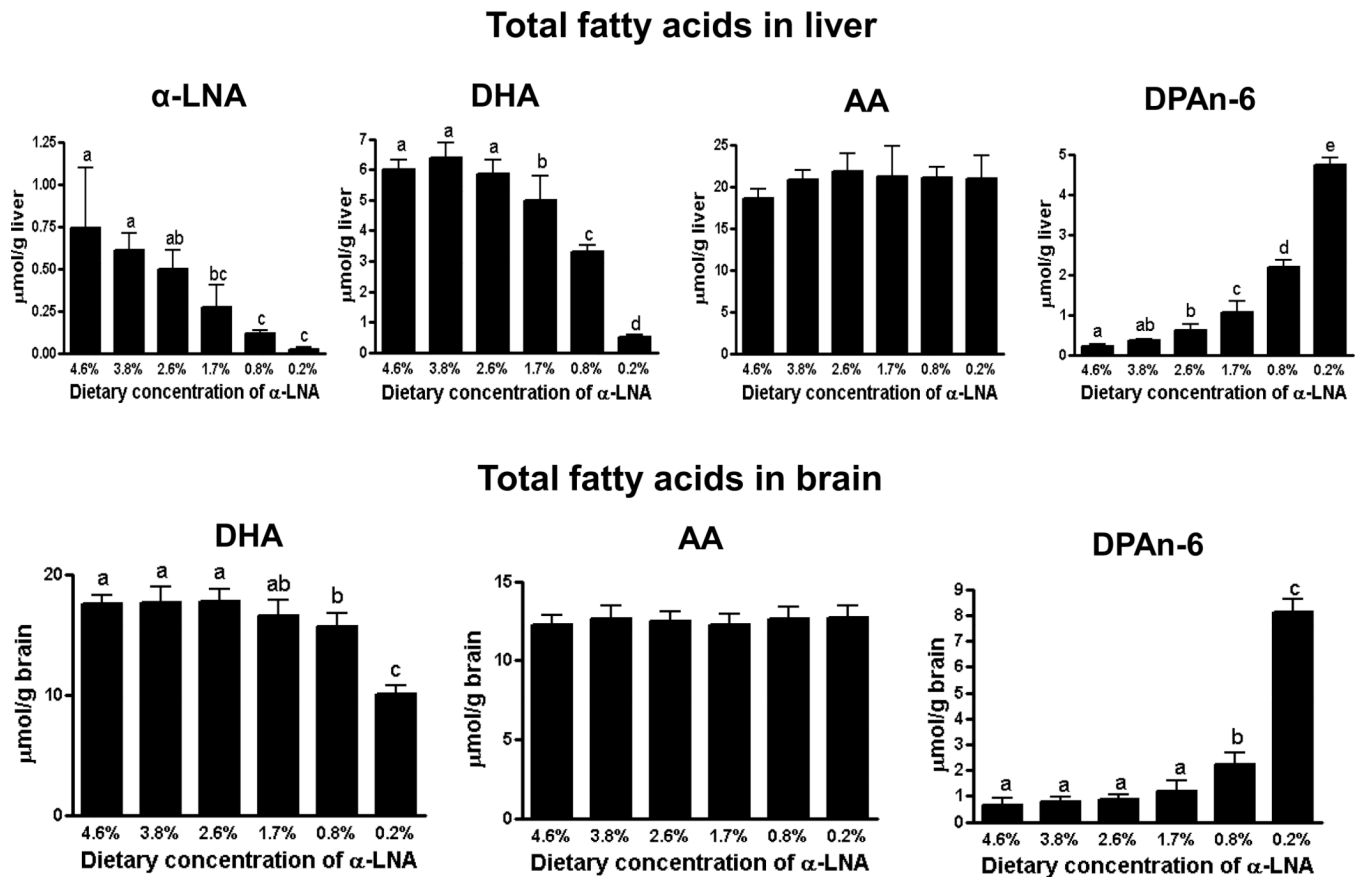 Total fatty acids in liver
α-LNA
μmol/g liver
1.25
1.00
0.75
0.50
0.25
0.00
a
a
ab
bc
c
c
4.6% 3.8% 2.6% 1.7% 0.8% 0.2%
Dietary concentration of α-LNA
DHA
μmol/g liver
7
6
5
4
3
2
1
0
a
a
a
b
c
d
4.6% 3.8% 2.6% 1.7% 0.8% 0.2%
Dietary concentration of α-LNA
AA
μmol/g liver
25
20
15
10
5
0
4.6% 3.8% 2.6% 1.7% 0.8% 0.2%
Dietary concentration of α-LNA
DPAn-6
μmol/g liver
5
4
3
2
1
0
a
ab
b
c
d
e
4.6% 3.8% 2.6% 1.7% 0.8% 0.2%
Dietary concentration of α-LNA
Total fatty acids in brain
DHA
μmol/g brain
20
10
0
a
a
a
ab
b
c
4.6% 3.8% 2.6% 1.7% 0.8% 0.2%
Dietary concentration of α-LNA
AA
μmol/g brain
15
10
5
0
4.6% 3.8% 2.6% 1.7% 0.8% 0.2%
Dietary concentration of α-LNA
DPAn-6
μmol/g brain
9
8
7
6
5
4
3
2
1
0
a
a
a
a
b
c
4.6% 3.8% 2.6% 1.7% 0.8% 0.2%
Dietary concentration of α-LNA